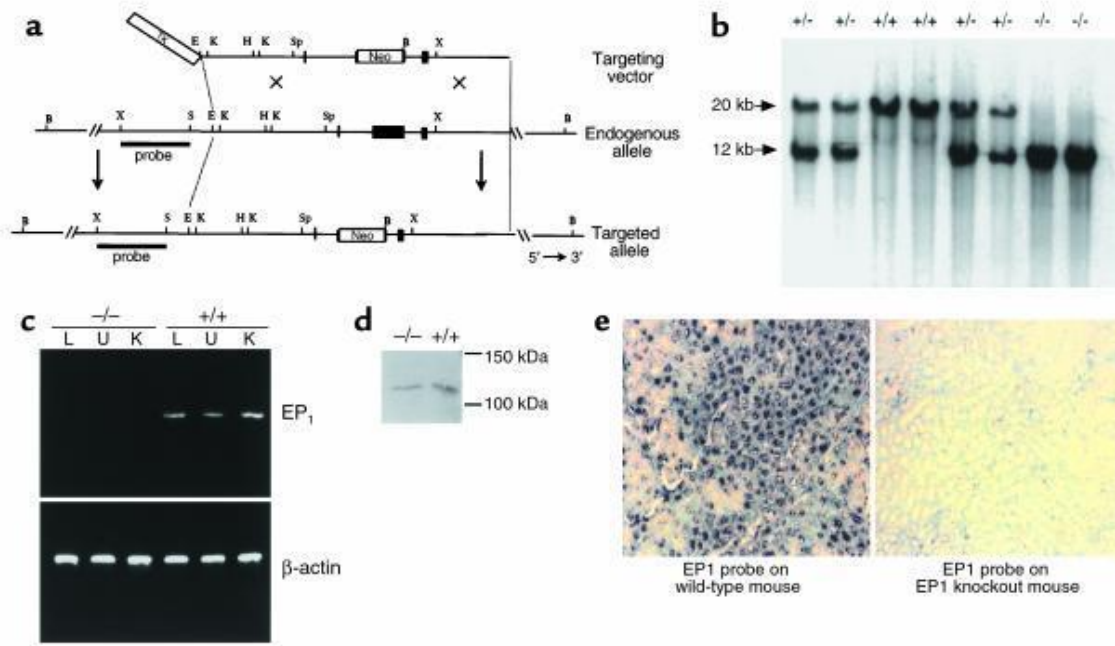 a
E K H K Sp B X
Neo
Targeting
vector
B X S E K H K Sp X B
Endogenous
allele
probe
B X S E K H K Sp B X B
Neo
Targeted
allele
probe
5′ → 3′
b
+/- +/- +/+ +/+ +/- +/- -/- -/-
20 kb
12 kb
c
–/– +/+
L U K L U K
EP1
β-actin
d
–/– +/+
150 kDa
100 kDa
e
EP1 probe on
wild-type mouse
EP1 probe on
EP1 knockout mouse